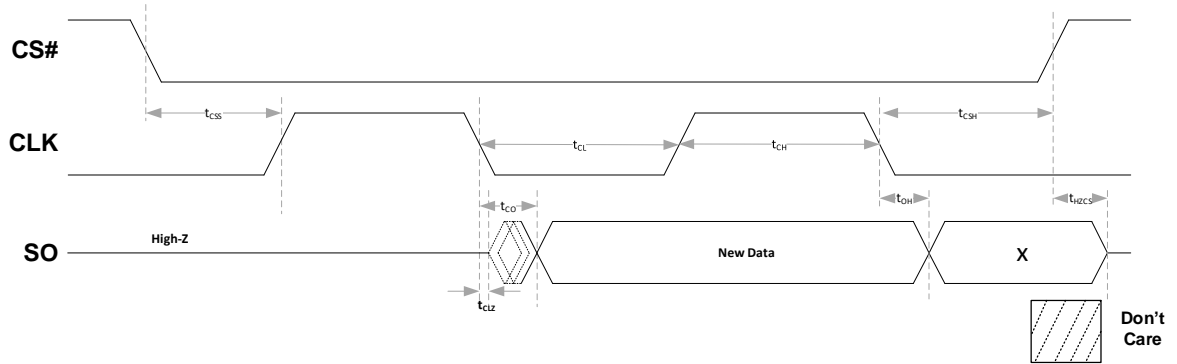 CS#
tCSS
tCSH
CLK
tCL
tCH
tCO
tOH
tHZCS
High-Z
SO
New Data
X
tCLZ
Don't
Care